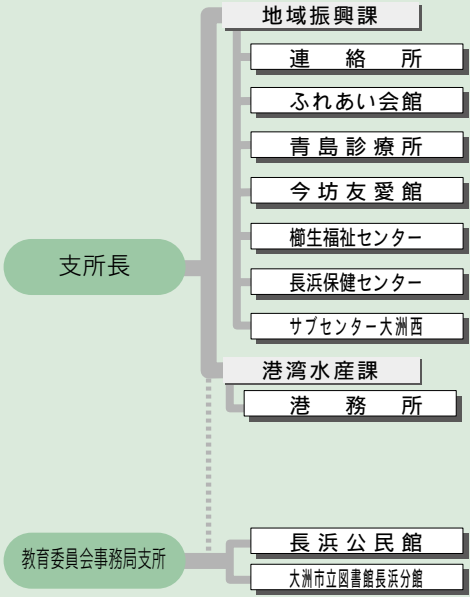 地域振興課
連絡所
ふれあい会館
青島診療所
今坊友愛館
櫛生福祉センター
支所長
長浜保健センター
サブセンター大洲西
港湾水産課
港務所
長浜公民館
教育委員会事務局支所
大洲市立図書館長浜分館